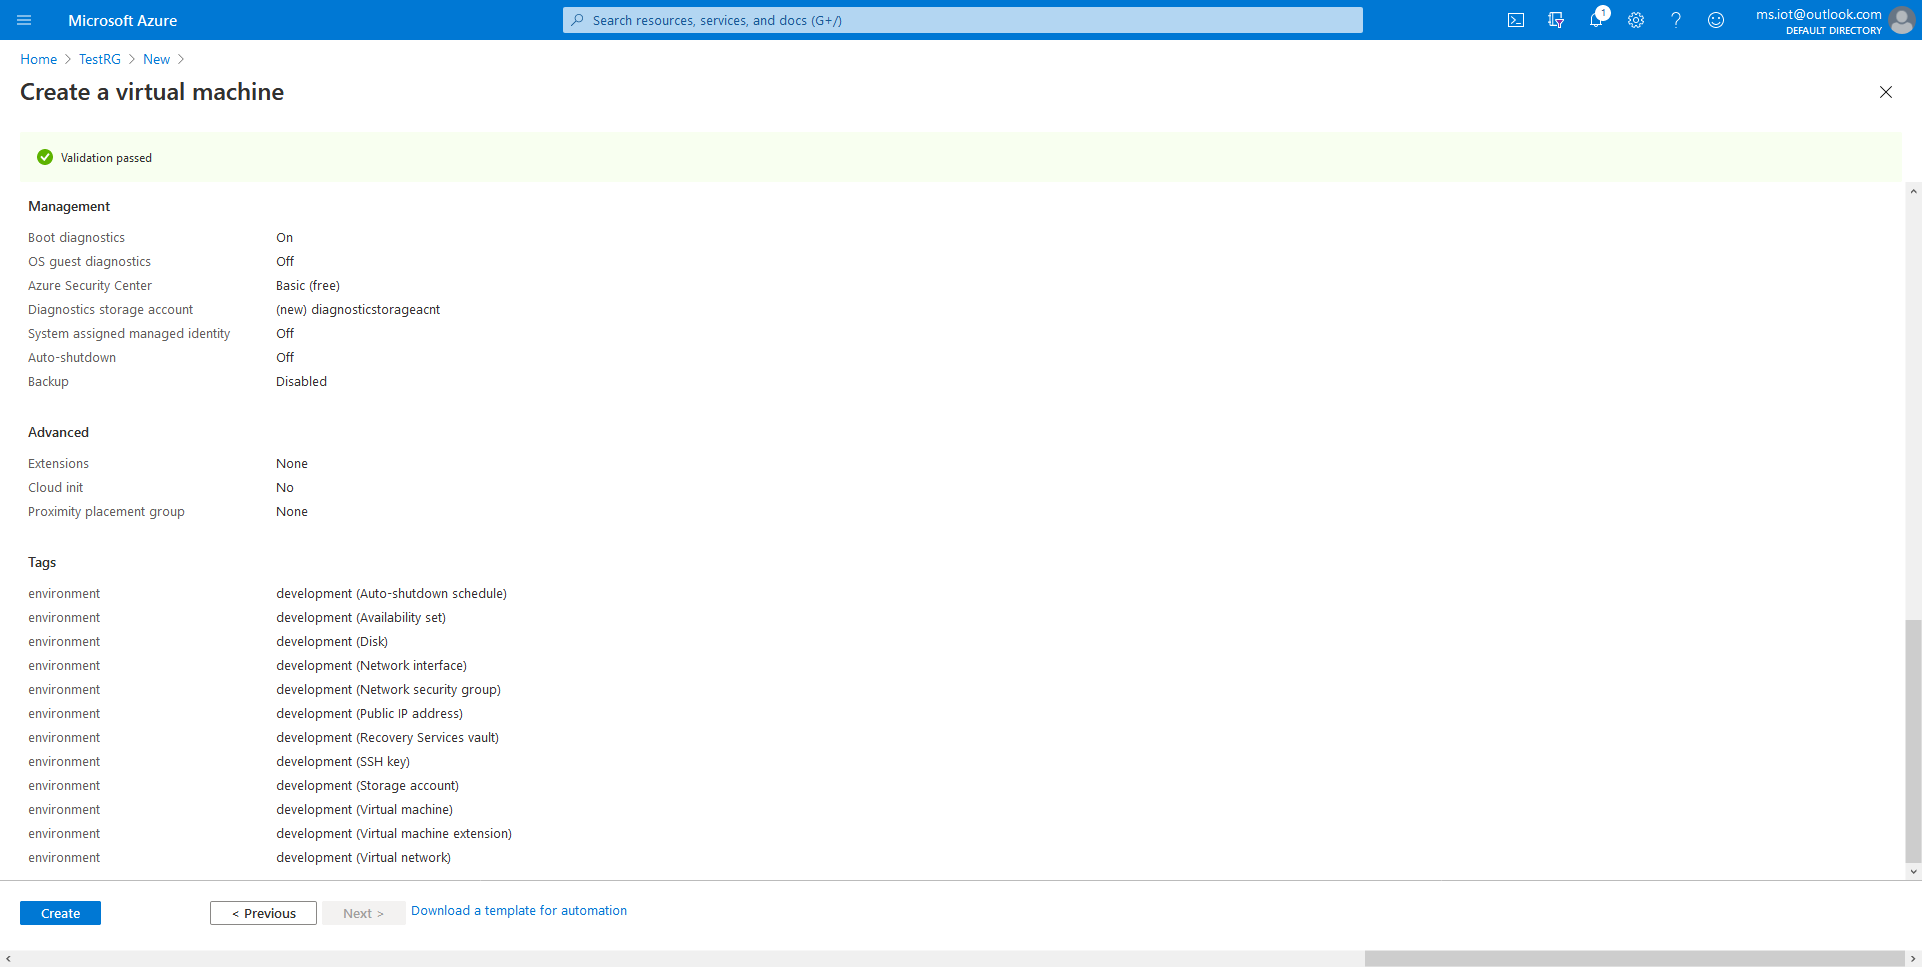 Microsoft Azure
Search resources, services, and docs (G+/)
1
ms.iot@outlook.com
DEFAULT DIRECTORY
Home > TestRG > New >
Create a virtual machine
Validation passed
Management
Boot diagnostics On
OS guest diagnostics Off
Azure Security Center Basic (free)
Diagnostics storage account (new) diagnosticstorageacnt
System assigned managed identity Off
Auto-shutdown Off
Backup Disabled
Advanced
Extensions None
Cloud init No
Proximity placement group None
Tags
environment development (Auto-shutdown schedule)
environment development (Availability set)
environment development (Disk)
environment development (Network interface)
environment development (Network security group)
environment development (Public IP address)
environment development (Recovery Services vault)
environment development (SSH key)
environment development (Storage account)
environment development (Virtual machine)
environment development (Virtual machine extension)
environment development (Virtual network)
Create < Previous Next > Download a template for automation